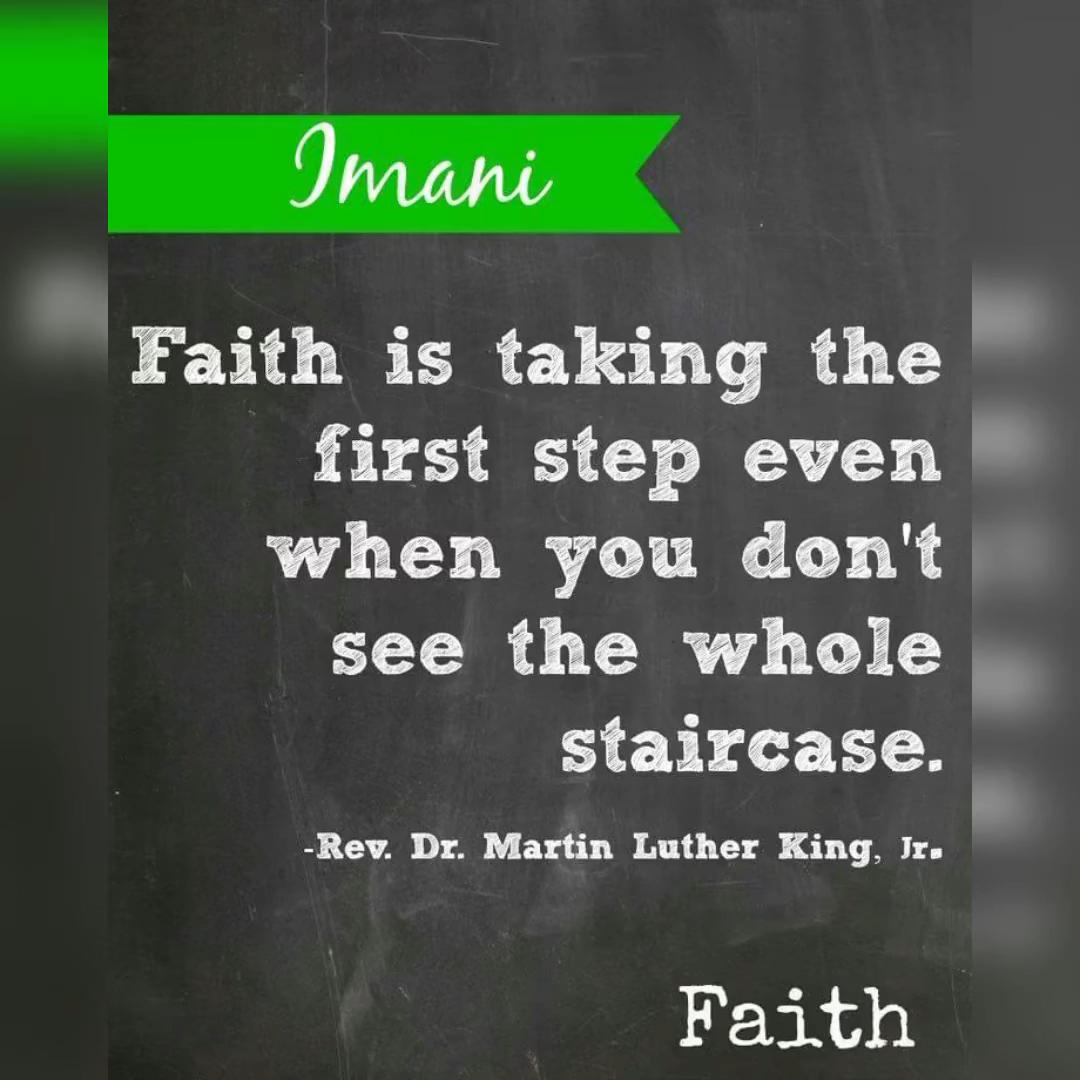 Imani
Faith is taking the
first step even
when you don't
see the whole
staircase.
-Rev. Dr. Martin Luther King, Jr.
Faith